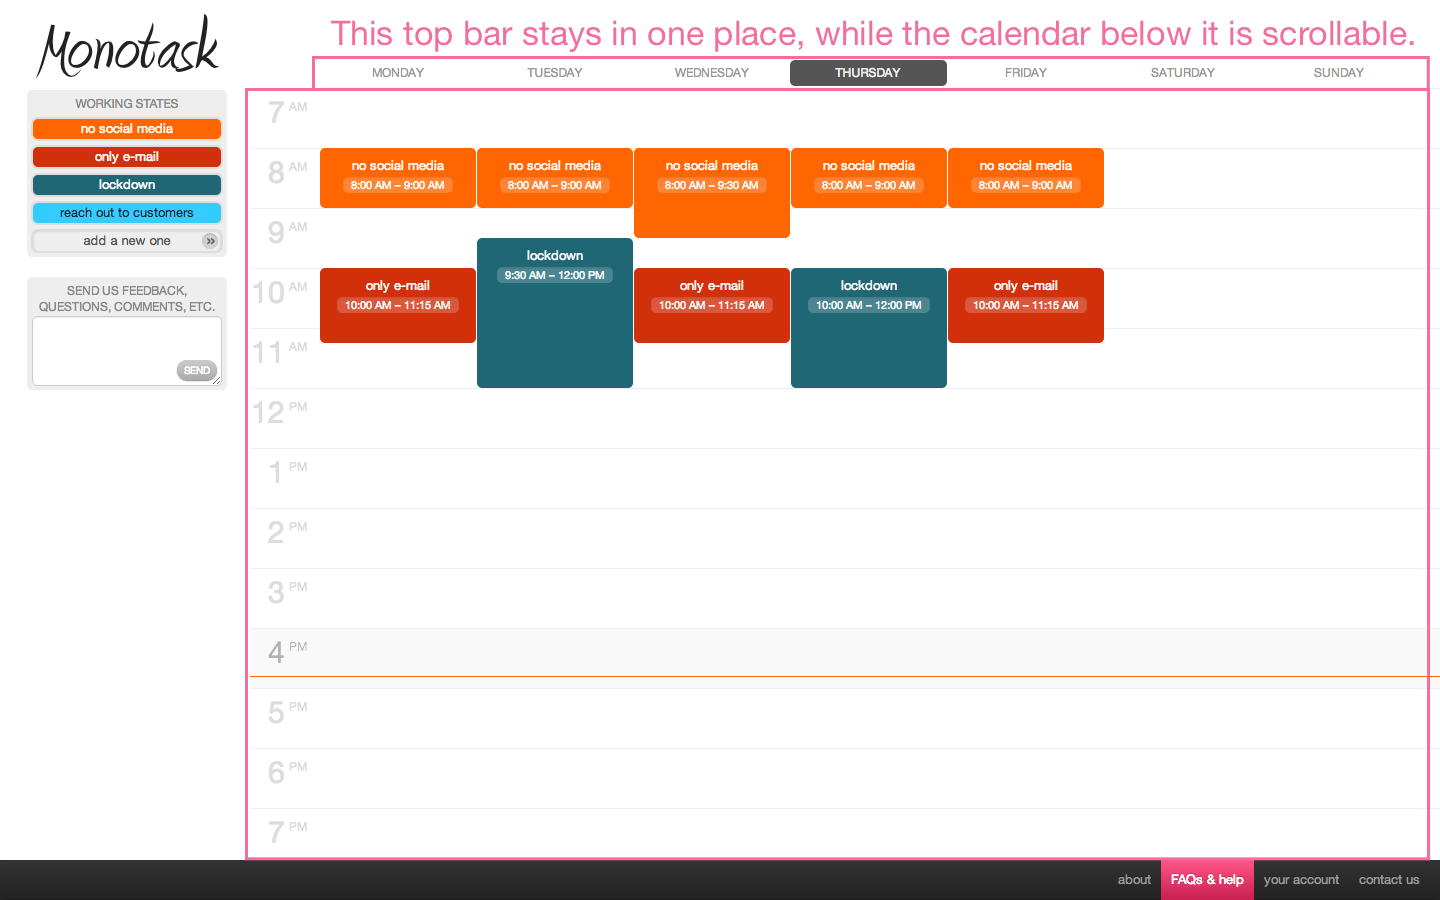 This top bar stays in one place, while the calendar below it is scrollable.
Monotask
MONDAY TUESDAY WEDNESDAY THURSDAY FRIDAY SATURDAY SUNDAY
WORKING STATES
no social media
only e-mail
lockdown
reach out to customers
add a new one »
SEND US FEEDBACK,
QUESTIONS, COMMENTS, ETC.
SEND
7 AM
8 AM
no social media
8:00 AM – 9:00 AM
no social media
8:00 AM – 9:00 AM
no social media
8:00 AM – 9:30 AM
no social media
8:00 AM – 9:00 AM
no social media
8:00 AM – 9:00 AM
9 AM
lockdown
9:30 AM – 12:00 PM
10 AM
only e-mail
10:00 AM – 11:15 AM
only e-mail
10:00 AM – 11:15 AM
lockdown
10:00 AM – 12:00 PM
only e-mail
10:00 AM – 11:15 AM
11 AM
12 PM
1 PM
2 PM
3 PM
4 PM
5 PM
6 PM
7 PM
about FAQs & help your account contact us